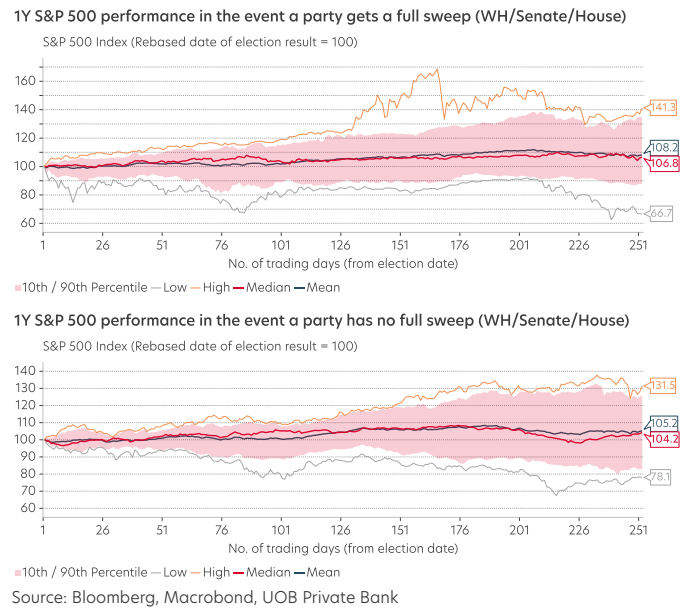 1Y S&P 500 performance in the event a party gets a full sweep (WH/Senate/House)
S&P 500 Index (Rebased date of election result = 100)
160
140
120
100
80
60
141.3
108.2
106.8
66.7
1 26 51 76 101 126 151 176 201 226 251
No. of trading days (from election date)
10th / 90th Percentile Low High Median Mean
1Y S&P 500 performance in the event a party has no full sweep (WH/Senate/House)
S&P 500 Index (Rebased date of election result = 100)
140
130
120
110
100
90
80
70
60
131.5
105.2
104.2
78.1
1 26 51 76 101 126 151 176 201 226 251
No. of trading days (from election date)
10th / 90th Percentile Low High Median Mean
Source: Bloomberg, Macrobond, UOB Private Bank